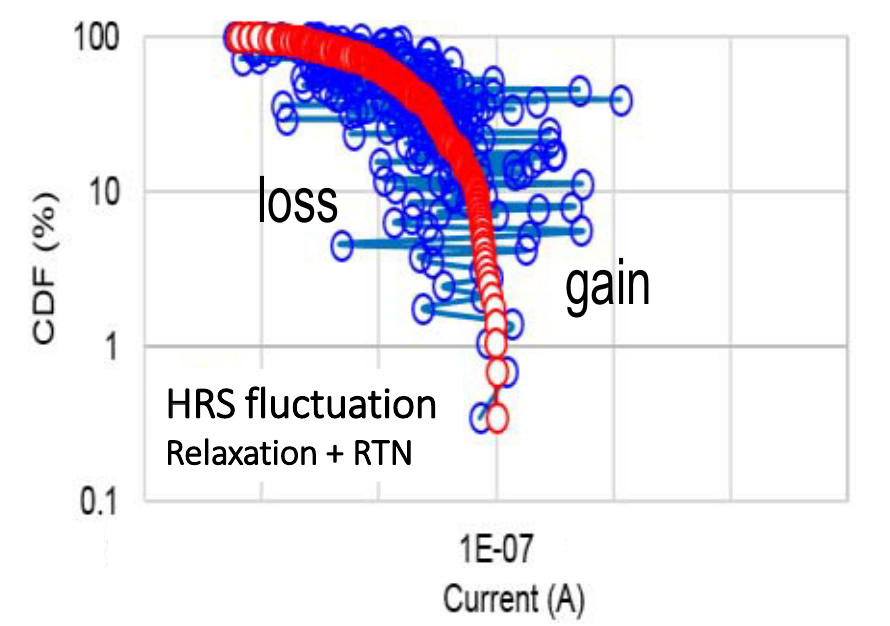 100
10
1
0.1
CDF (%)
loss
gain
HRS fluctuation
Relaxation + RTN
1E-07
Current (A)